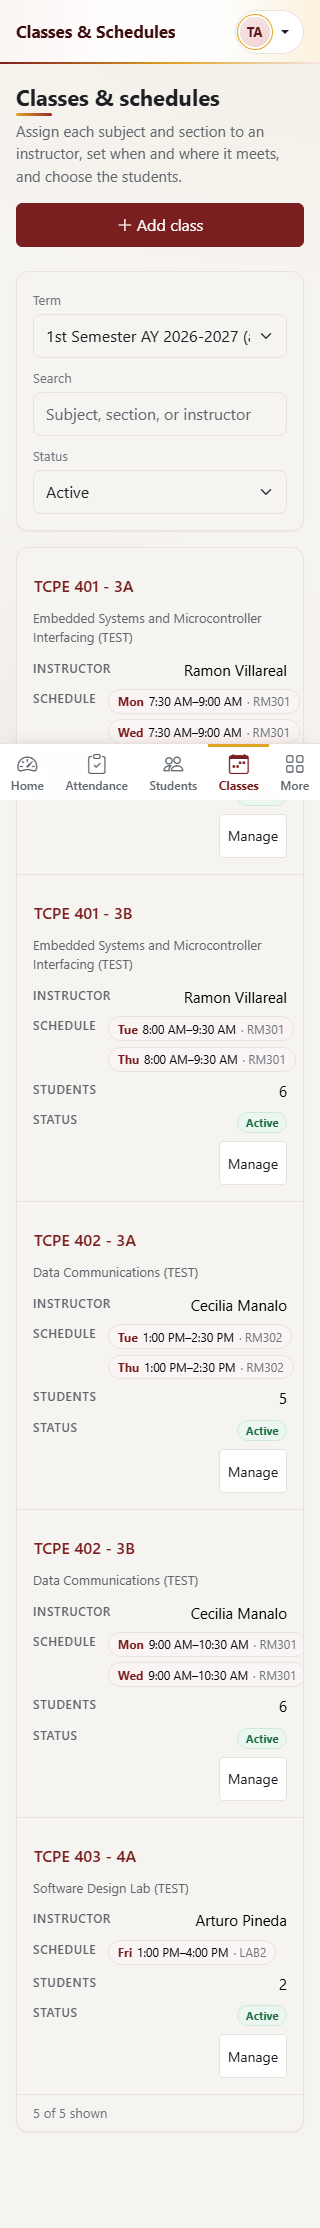 Classes & Schedules
TA
Classes & schedules
Assign each subject and section to an
instructor, set when and where it meets,
and choose the students.
+ Add class
Term
1st Semester AY 2026-2027 (
Search
Subject, section, or instructor
Status
Active
TCPE 401 - 3A
Embedded Systems and Microcontroller
Interfacing (TEST)
INSTRUCTOR Ramon Villareal
SCHEDULE Mon 7:30 AM–9:00 AM · RM301
Wed 7:30 AM–9:00 AM · RM301
Home Attendance Students Classes More
Manage
TCPE 401 - 3B
Embedded Systems and Microcontroller
Interfacing (TEST)
INSTRUCTOR Ramon Villareal
SCHEDULE Tue 8:00 AM–9:30 AM · RM301
Thu 8:00 AM–9:30 AM · RM301
STUDENTS 6
STATUS Active
Manage
TCPE 402 - 3A
Data Communications (TEST)
INSTRUCTOR Cecilia Manalo
SCHEDULE Tue 1:00 PM–2:30 PM · RM302
Thu 1:00 PM–2:30 PM · RM302
STUDENTS 5
STATUS Active
Manage
TCPE 402 - 3B
Data Communications (TEST)
INSTRUCTOR Cecilia Manalo
SCHEDULE Mon 9:00 AM–10:30 AM · RM301
Wed 9:00 AM–10:30 AM · RM301
STUDENTS 6
STATUS Active
Manage
TCPE 403 - 4A
Software Design Lab (TEST)
INSTRUCTOR Arturo Pineda
SCHEDULE Fri 1:00 PM–4:00 PM · LAB2
STUDENTS 2
STATUS Active
Manage
5 of 5 shown